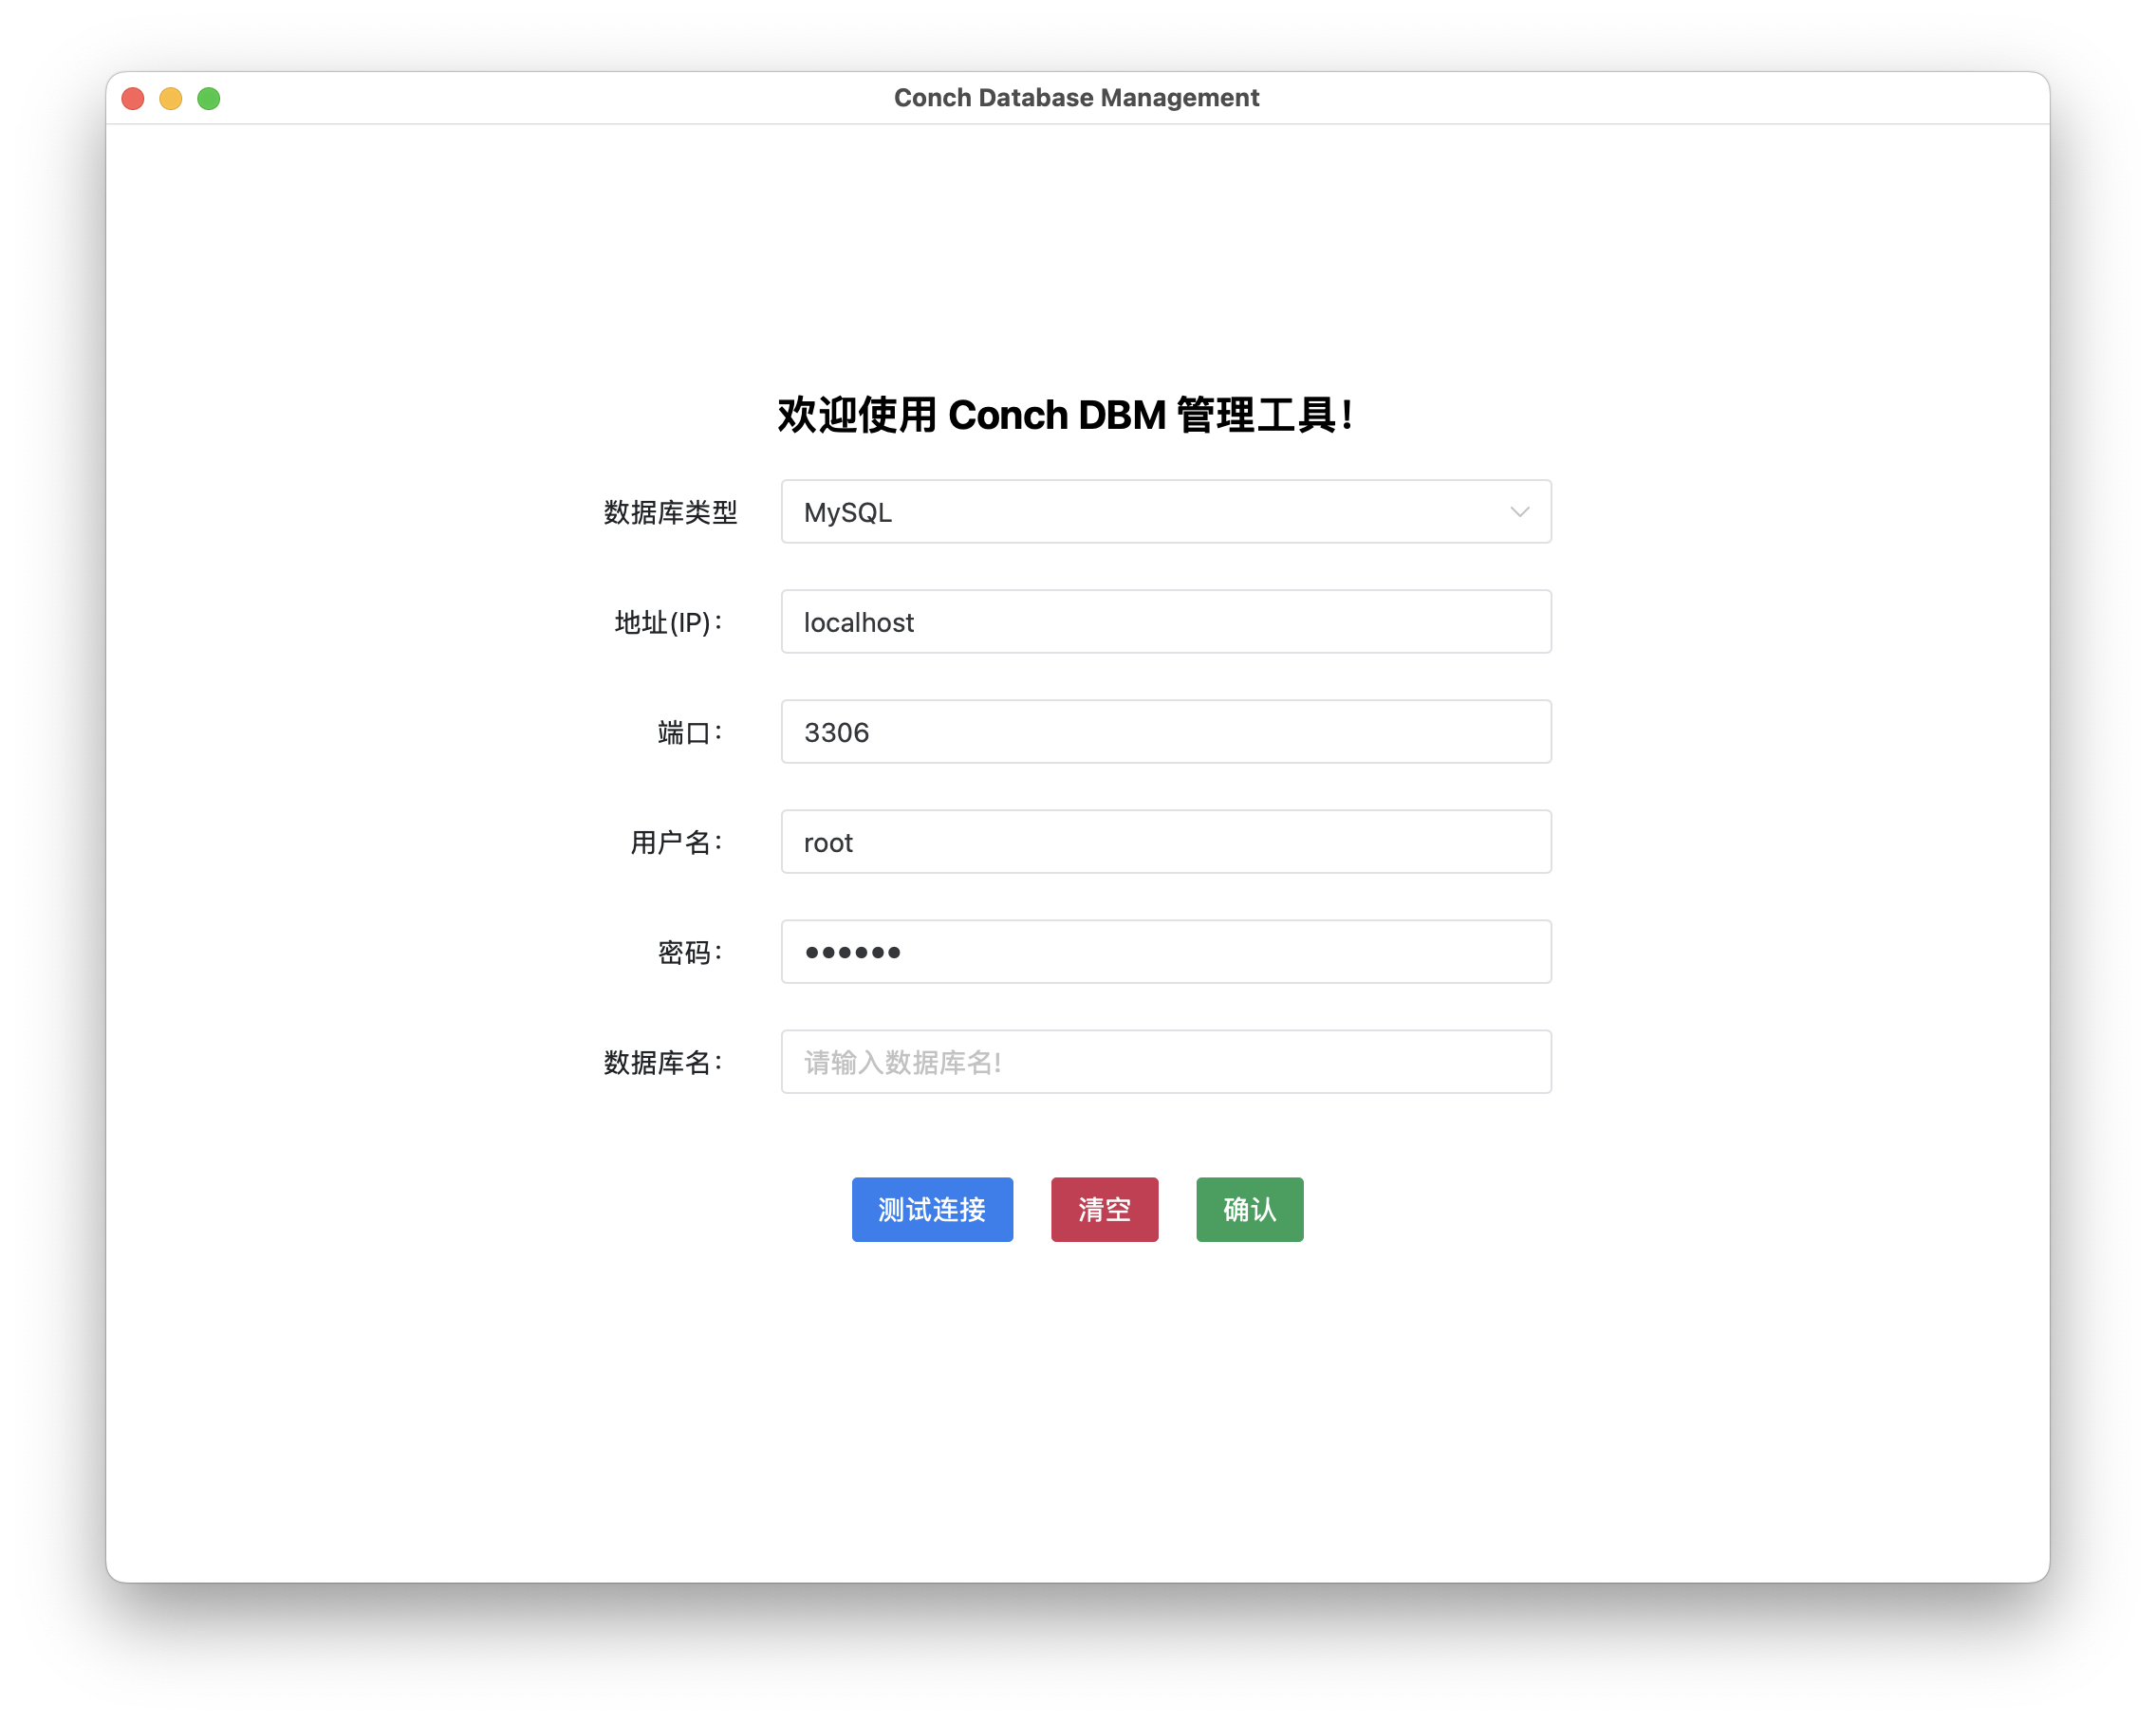 Conch Database Management
欢迎使用 Conch DBM 管理工具！
数据库类型
MySQL
地址(IP)：
localhost
端口：
3306
用户名：
root
密码：
••••••
数据库名：
请输入数据库名!
测试连接 清空 确认